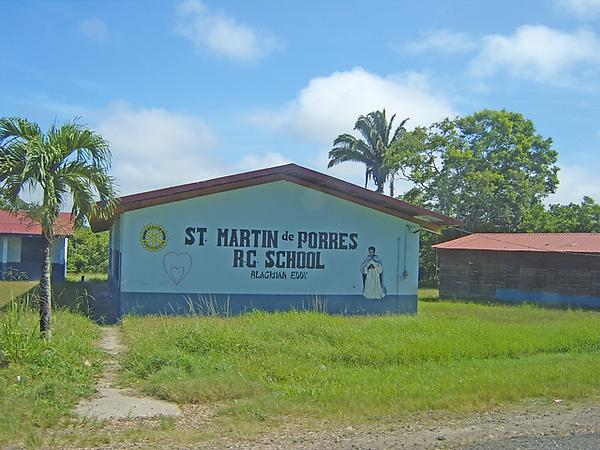 ST. MARTIN de PORRES
R.C. SCHOOL
BLACKMAN EDDY